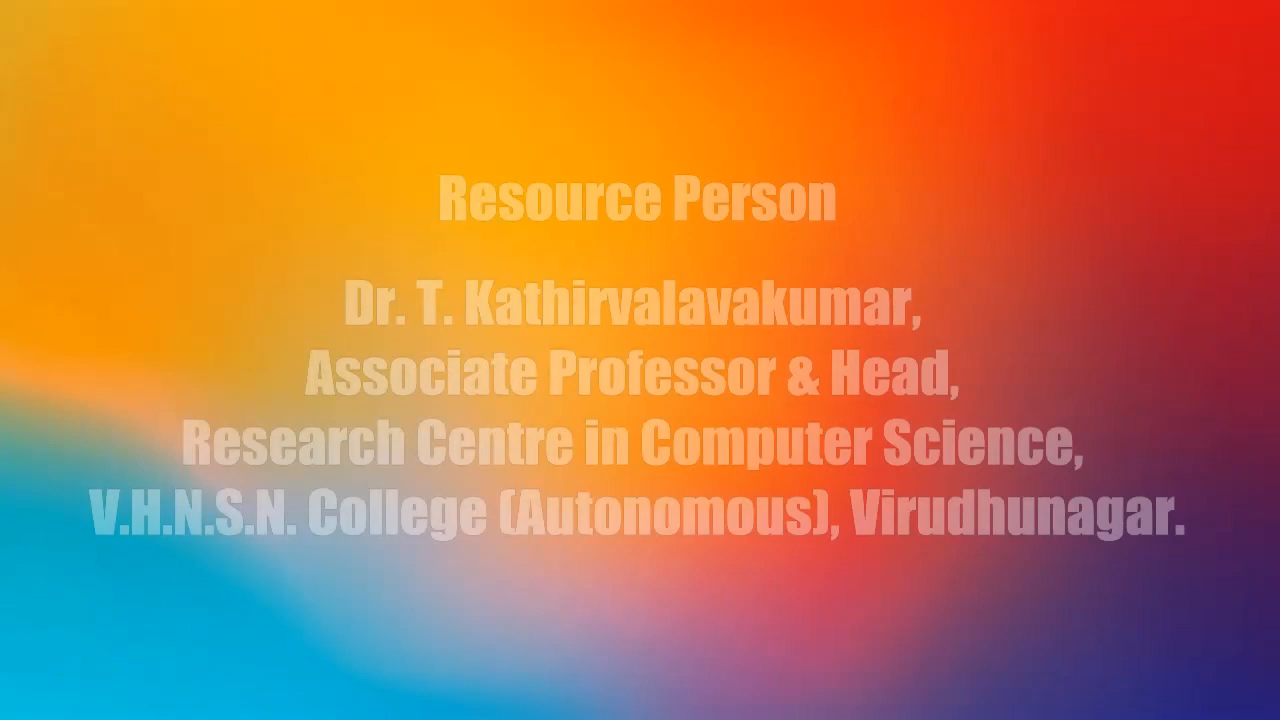 Resource Person
Dr. T. Kathirvalavakumar,
Associate Professor & Head,
Research Centre in Computer Science,
V.H.N.S.N. College (Autonomous), Virudhunagar.